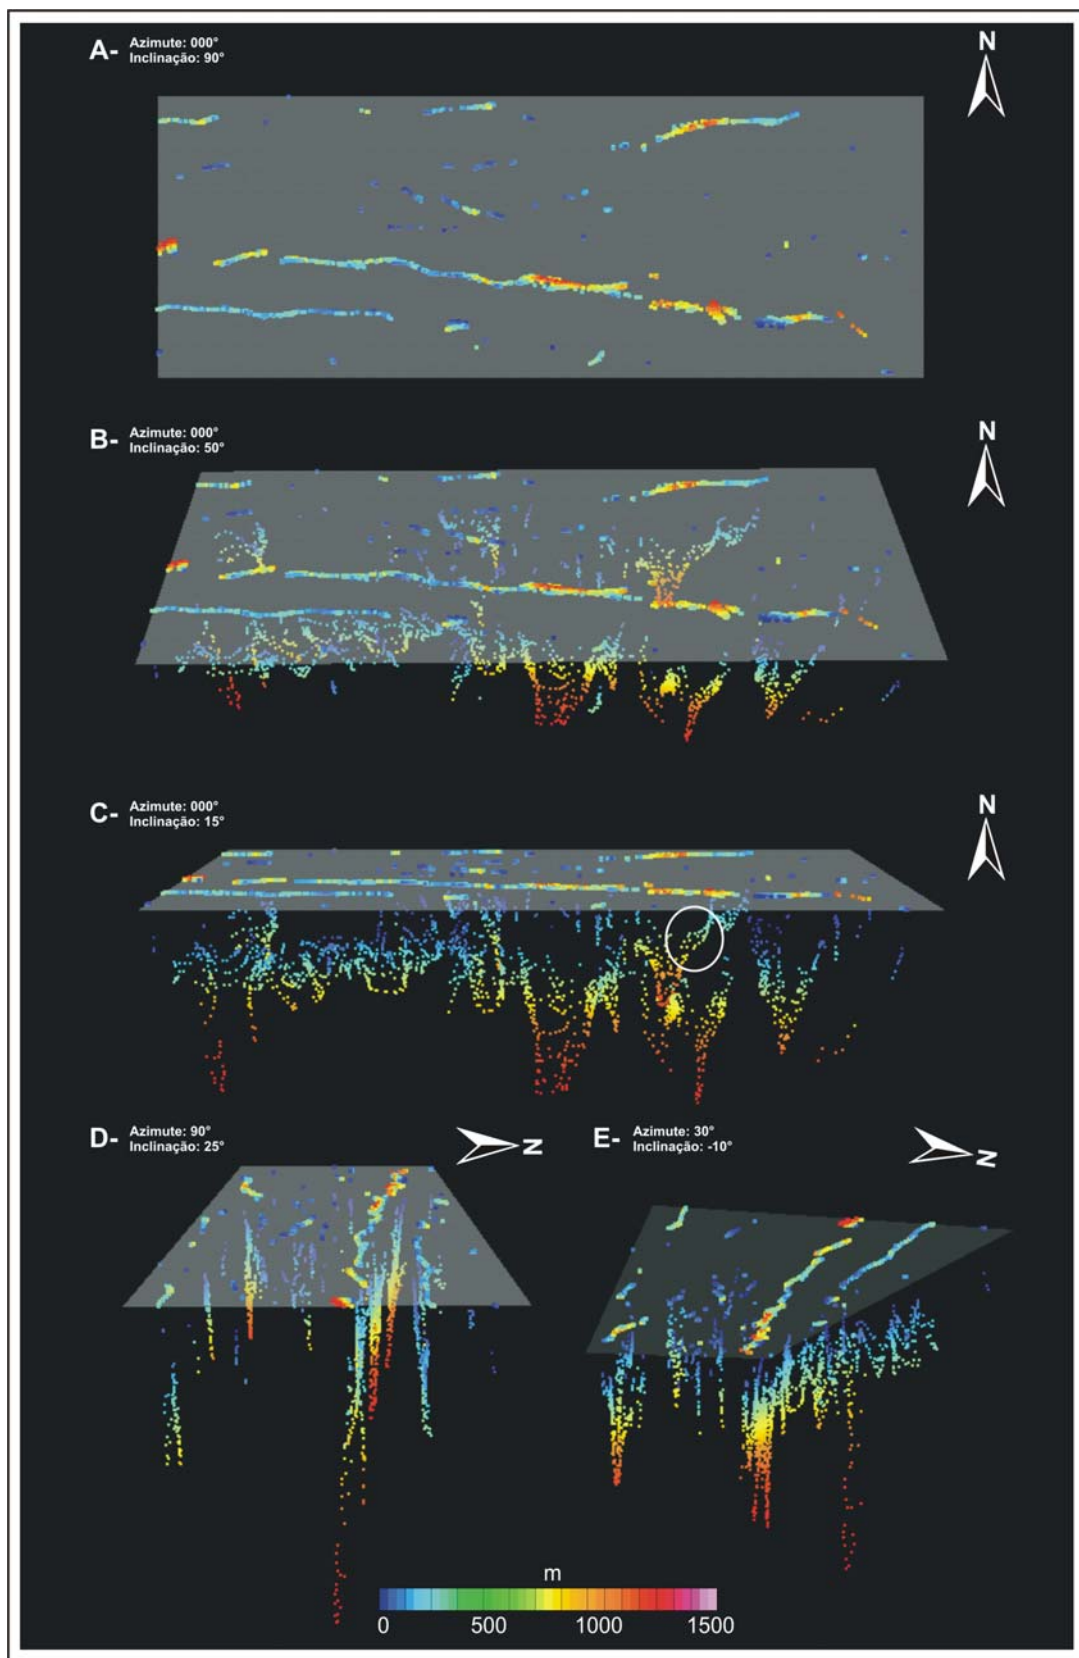 A- Azimute: 000°
Inclinação: 90°
N
B- Azimute: 000°
Inclinação: 50°
N
C- Azimute: 000°
Inclinação: 15°
N
D- Azimute: 90°
Inclinação: 25°
N
E- Azimute: 30°
Inclinação: -10°
N
m
0 500 1000 1500